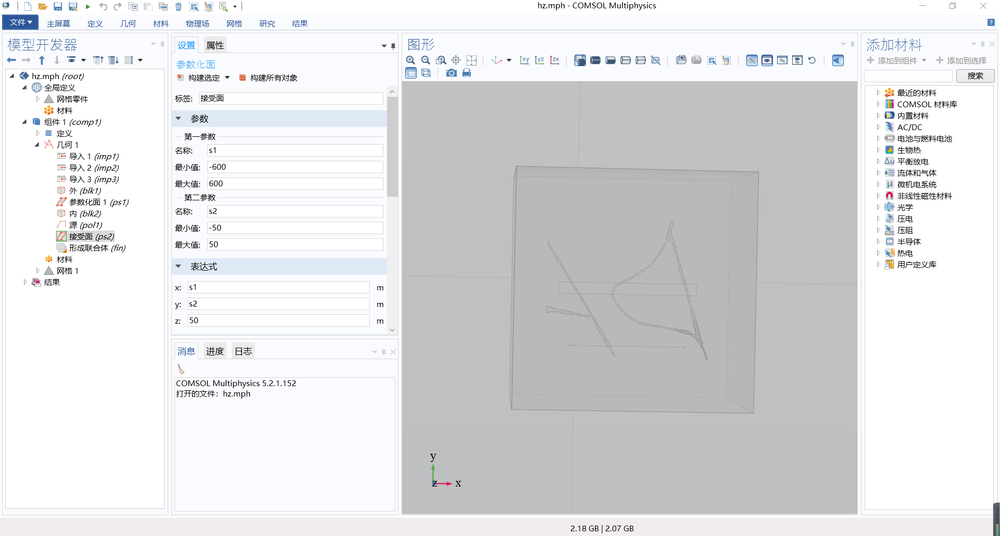 hz.mph - COMSOL Multiphysics
文件 主屏幕 定义 几何 材料 物理场 网格 研究 结果
模型开发器
hz.mph (root)
全局定义
网格零件
材料
组件 1 (comp1)
定义
几何 1
导入 1 (imp1)
导入 2 (imp2)
导入 3 (imp3)
外 (blk1)
参数化面 1 (ps1)
内 (blk2)
源 (pol1)
接受面 (ps2)
形成联合体 (fin)
材料
网格 1
结果
设置 属性
参数化面
构建选定 构建所有对象
标签: 接受面
参数
第一参数
名称: s1
最小值: -600
最大值: 600
第二参数
名称: s2
最小值: -50
最大值: 50
表达式
x: s1 m
y: s2 m
z: 50 m
消息 进度 日志
COMSOL Multiphysics 5.2.1.152
打开的文件: hz.mph
图形
xy yz zx
y
z x
添加材料
添加到组件 添加到选择
搜索
最近的材料
COMSOL 材料库
内置材料
AC/DC
电池与燃料电池
生物热
平衡放电
流体和气体
微机电系统
非线性磁性材料
光学
压电
压阻
半导体
热电
用户定义库
2.18 GB | 2.07 GB